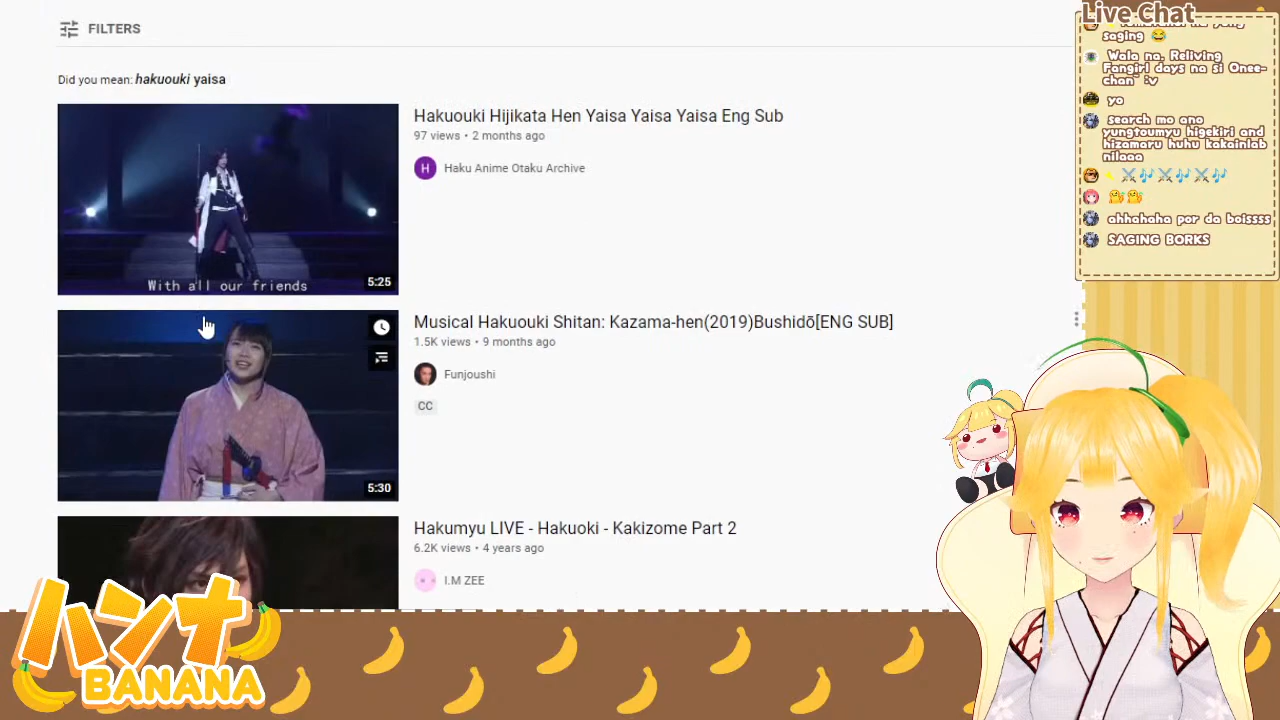 FILTERS
Did you mean: hakuouki yaisa
Hakuouki Hijikata Hen Yaisa Yaisa Yaisa Eng Sub
97 views • 2 months ago
H
Haku Anime Otaku Archive
With all our friends
5:25
Musical Hakuouki Shitan: Kazama-hen(2019)Bushidō[ENG SUB]
1.5K views • 9 months ago
Funjoushi
CC
5:30
Hakumyu LIVE - Hakuoki - Kakizome Part 2
6.2K views • 4 years ago
I.M ZEE
Live Chat
saging 😂
Wala na. Reliving
Fangirl days na si Onee-
chan~ :v
yo
search mo ano
yungtoumyu higekiri and
hizamaru huhu kakainlab
nilaaa
⚔🎶⚔🎶⚔🎶
🤗🤗
ahhahaha por da boissss
SAGING BORKS
ハンナ
BANANA